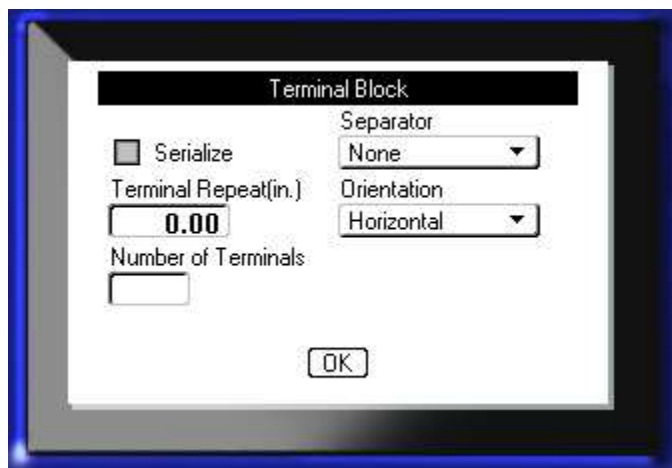 Terminal Block
Separator
Serialize
None
Terminal Repeat(in.)
Orientation
0.00
Horizontal
Number of Terminals
OK